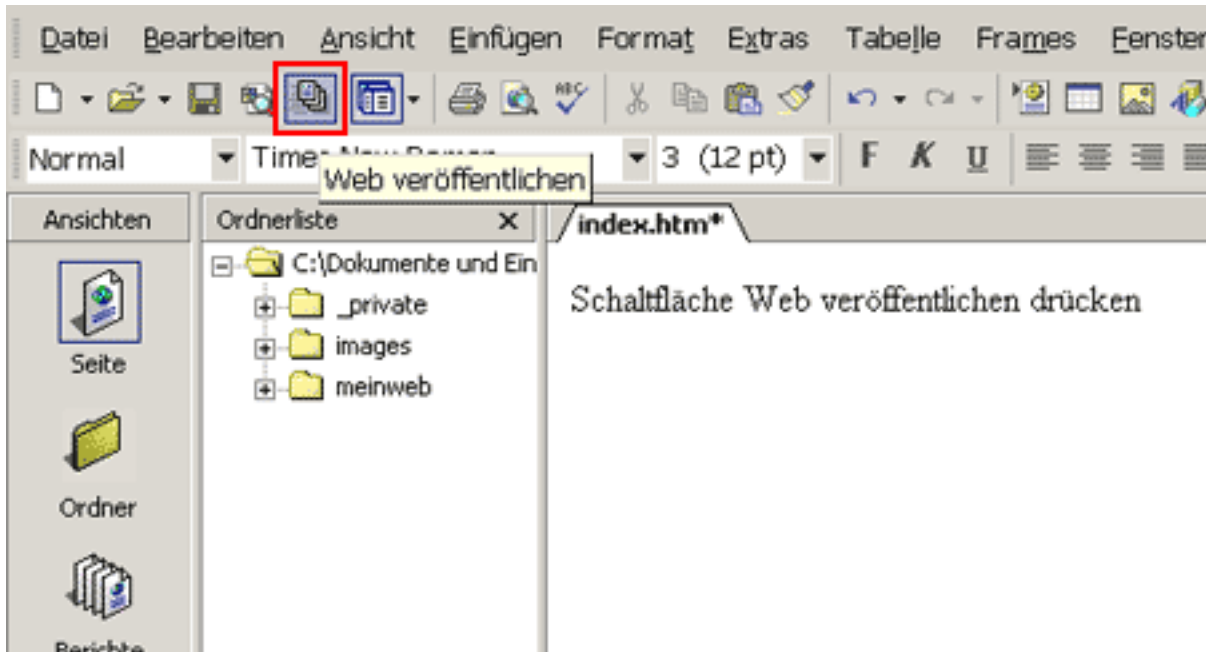 Datei Bearbeiten Ansicht Einfügen Format Extras Tabelle Frames Fenster
ABC
Normal Times New Roman 3 (12 pt) F K U
Web veröffentlichen
Ansichten
Ordnerliste
index.htm*
C:\Dokumente und Ein
_private
images
meinweb
Schaltfläche Web veröffentlichen drücken
Seite
Ordner
Berichte